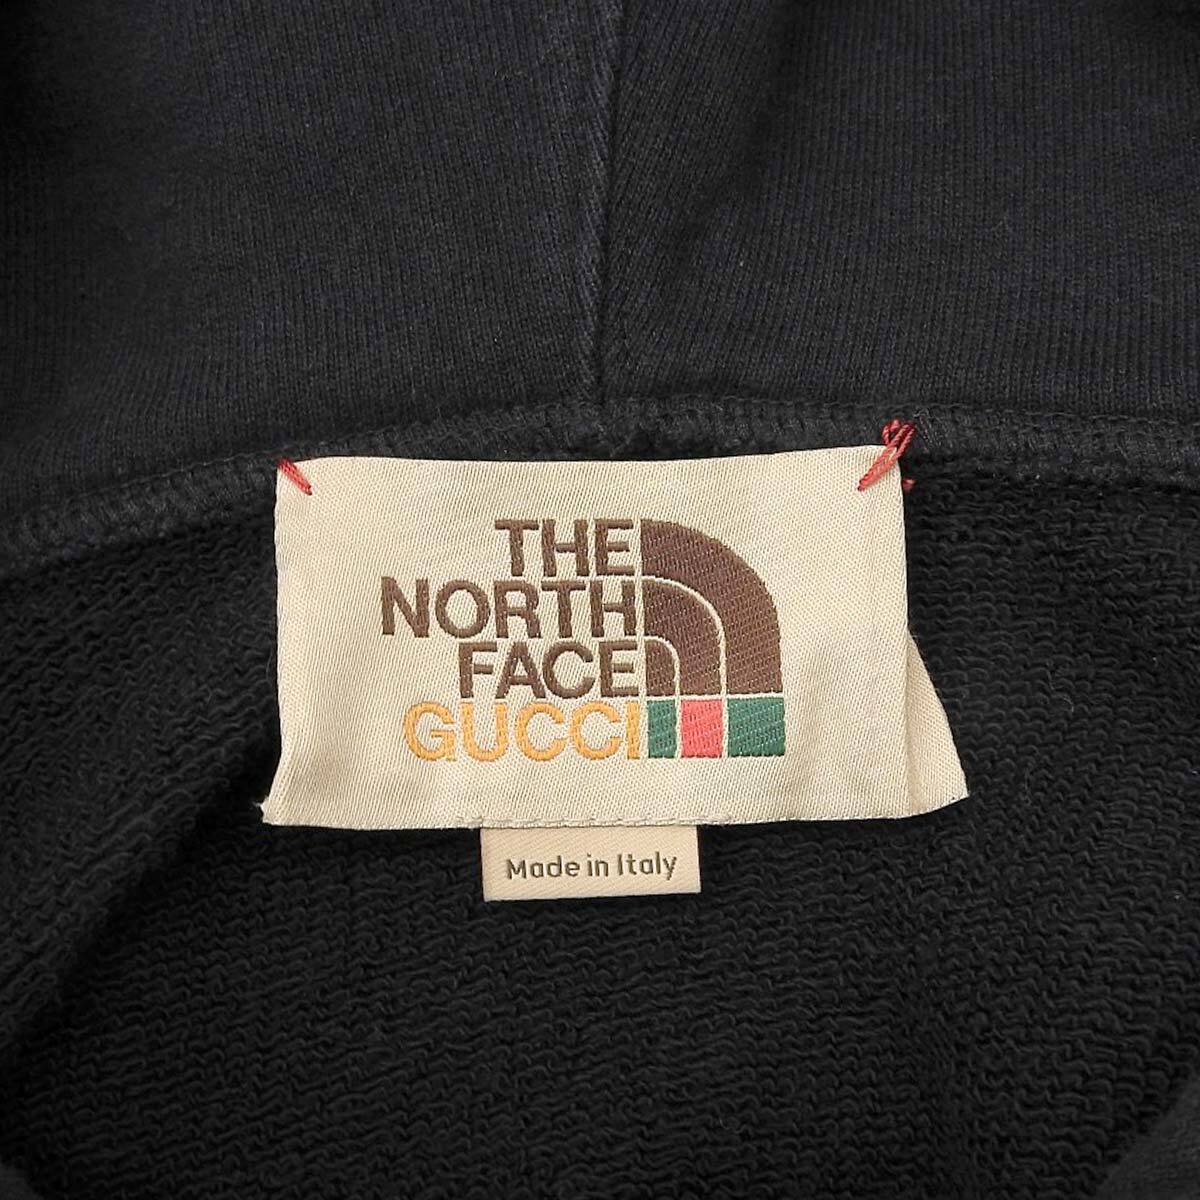 THE
NORTH
FACE
GUCCI
Made in Italy